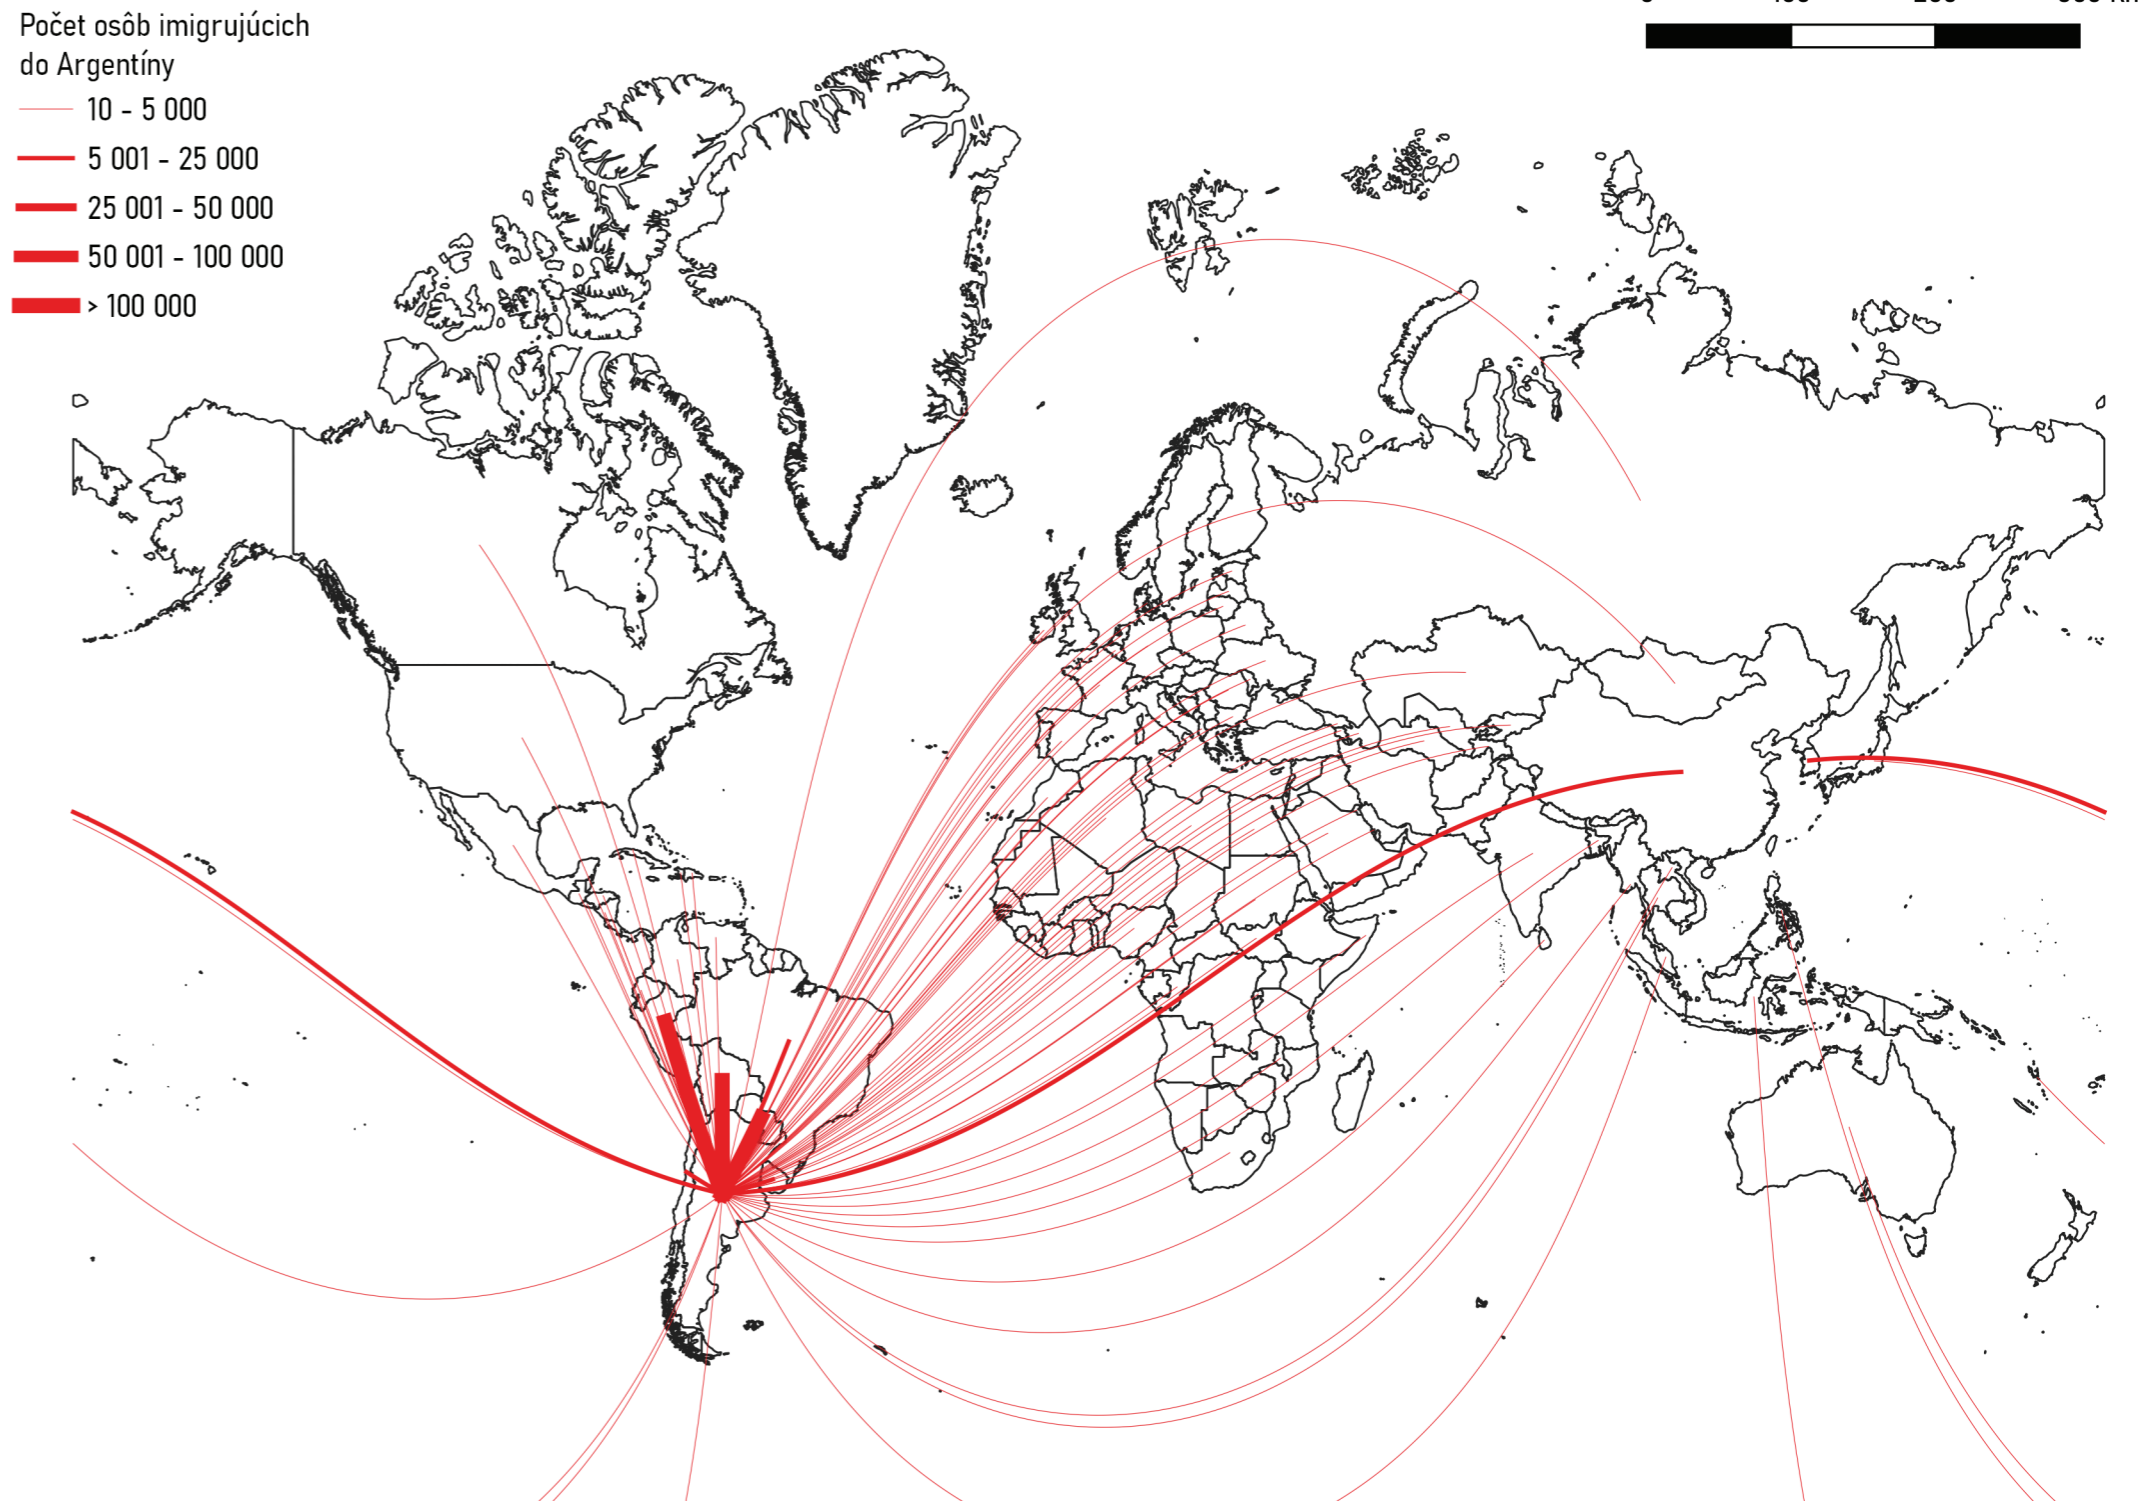 Počet osôb imigrujúcich
do Argentíny
10 - 5 000
5 001 - 25 000
25 001 - 50 000
50 001 - 100 000
> 100 000